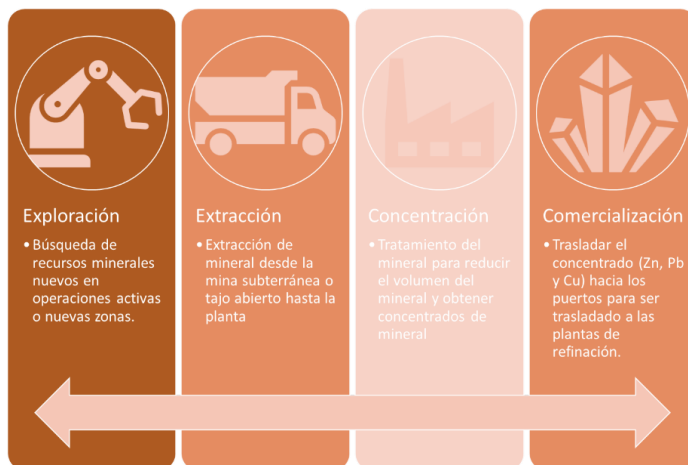 Exploración
• Búsqueda de
recursos minerales
nuevos en
operaciones activas
o nuevas zonas.
Extracción
• Extracción de
mineral desde la
mina subterránea o
tajo abierto hasta la
planta
Concentración
• Tratamiento del
mineral para reducir
el volumen del
mineral y obtener
concentrados de
mineral
Comercialización
• Trasladar el
concentrado (Zn, Pb
y Cu) hacia los
puertos para ser
trasladado a las
plantas de
refinación.